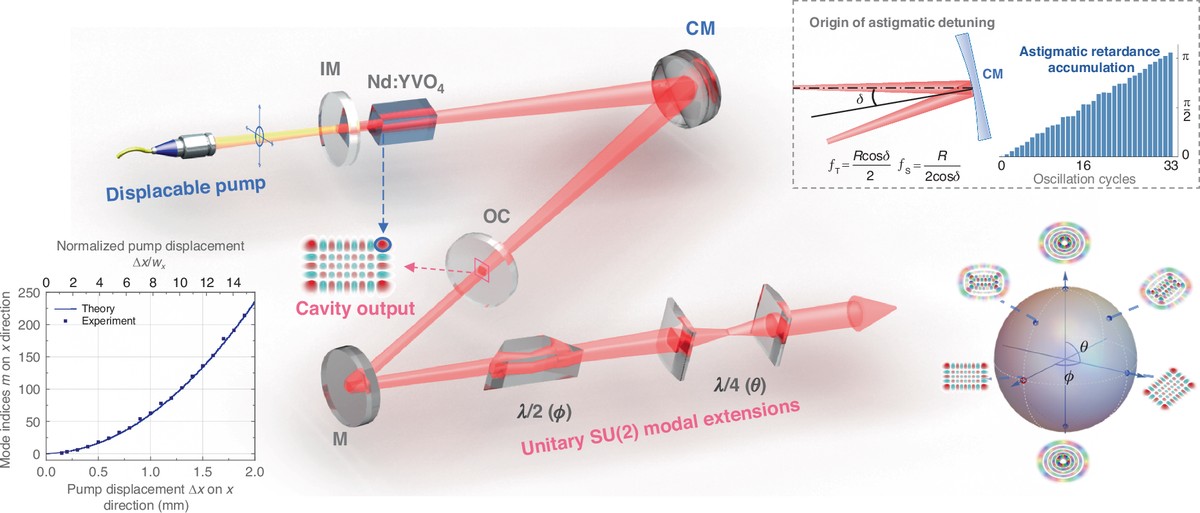 IM
Nd:YVO4
CM
Displacable pump
OC
Cavity output
M
λ/2 (ϕ)
λ/4 (θ)
Unitary SU(2) modal extensions
Origin of astigmatic detuning
CM
δ
fT = Rcosδ / 2 fS = R / 2cosδ
Astigmatic retardance
accumulation
π
π/2
0
0 16 33
Oscillation cycles
Normalized pump displacement
Δx/wx
0 2 4 6 8 10 12 14
250
200
150
100
50
0
Mode indices m on x direction
Theory
Experiment
0.0 0.5 1.0 1.5 2.0
Pump displacement Δx on x
direction (mm)
θ
ϕ